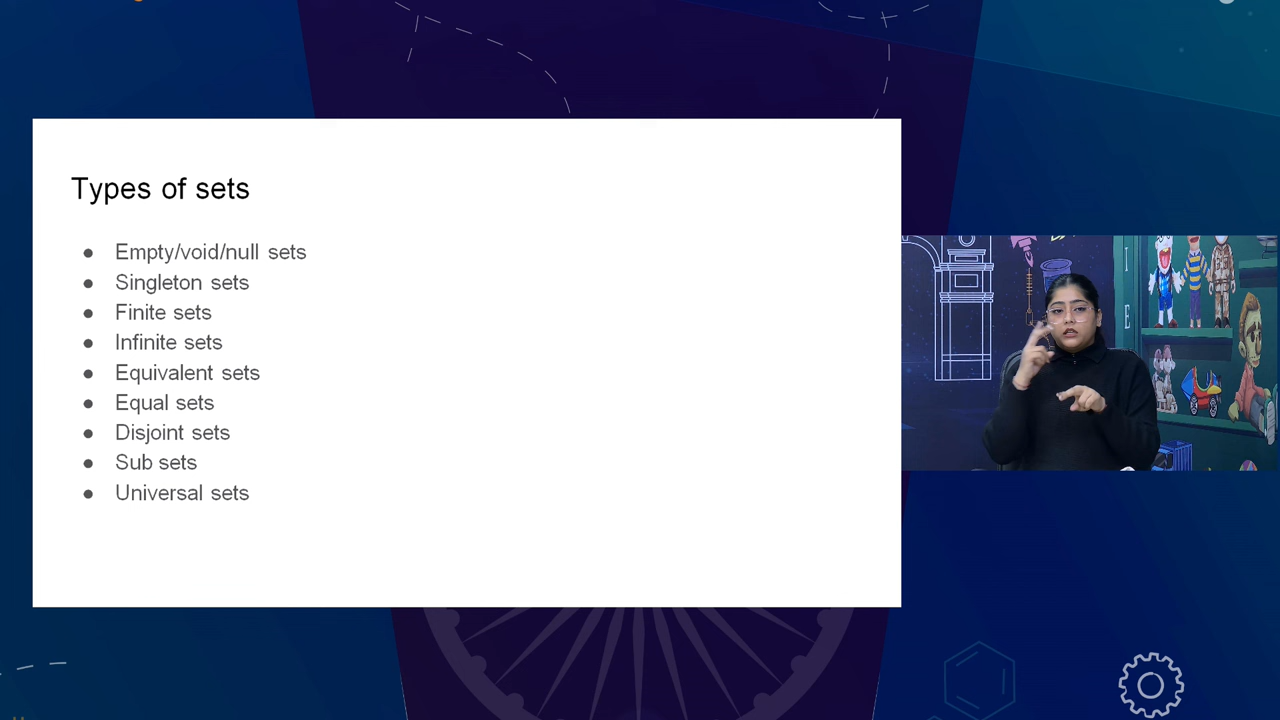 Types of sets
● Empty/void/null sets
● Singleton sets
● Finite sets
● Infinite sets
● Equivalent sets
● Equal sets
● Disjoint sets
● Sub sets
● Universal sets